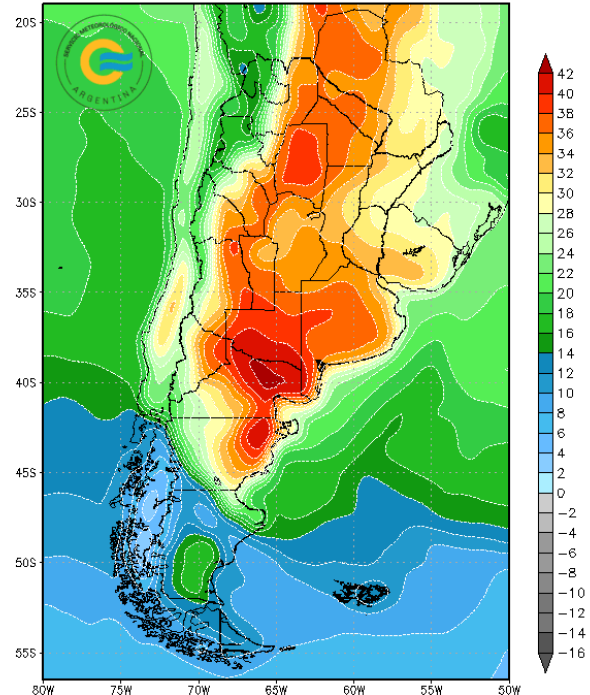 SERVICIO METEOROLÓGICO NACIONAL
ARGENTINA
20S
25S
30S
35S
40S
45S
50S
55S
80W
75W
70W
65W
60W
55W
50W
42
40
38
36
34
32
30
28
26
24
22
20
18
16
14
12
10
8
6
4
2
0
−2
−4
−6
−8
−10
−12
−14
−16